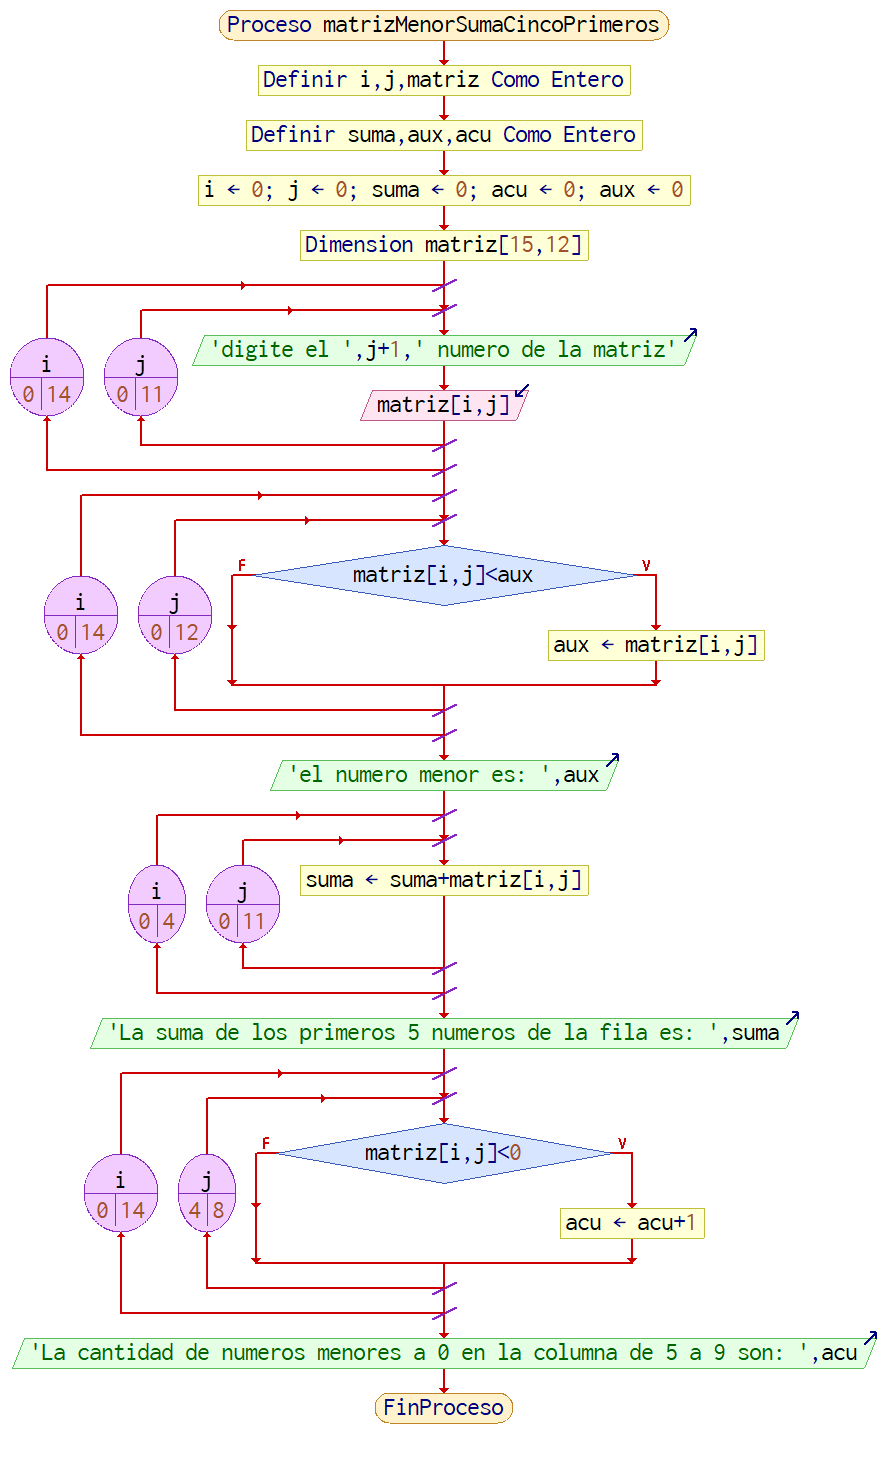 Proceso matrizMenorSumaCincoPrimeros
Definir i,j,matriz Como Entero
Definir suma,aux,acu Como Entero
i ← 0; j ← 0; suma ← 0; acu ← 0; aux ← 0
Dimension matriz[15,12]
i
0 14
j
0 11
'digite el ',j+1,' numero de la matriz'
matriz[i,j]
i
0 14
j
0 12
F
matriz[i,j]<aux
V
aux ← matriz[i,j]
'el numero menor es: ',aux
i
0 4
j
0 11
suma ← suma+matriz[i,j]
'La suma de los primeros 5 numeros de la fila es: ',suma
i
0 14
j
4 8
F
matriz[i,j]<0
V
acu ← acu+1
'La cantidad de numeros menores a 0 en la columna de 5 a 9 son: ',acu
FinProceso